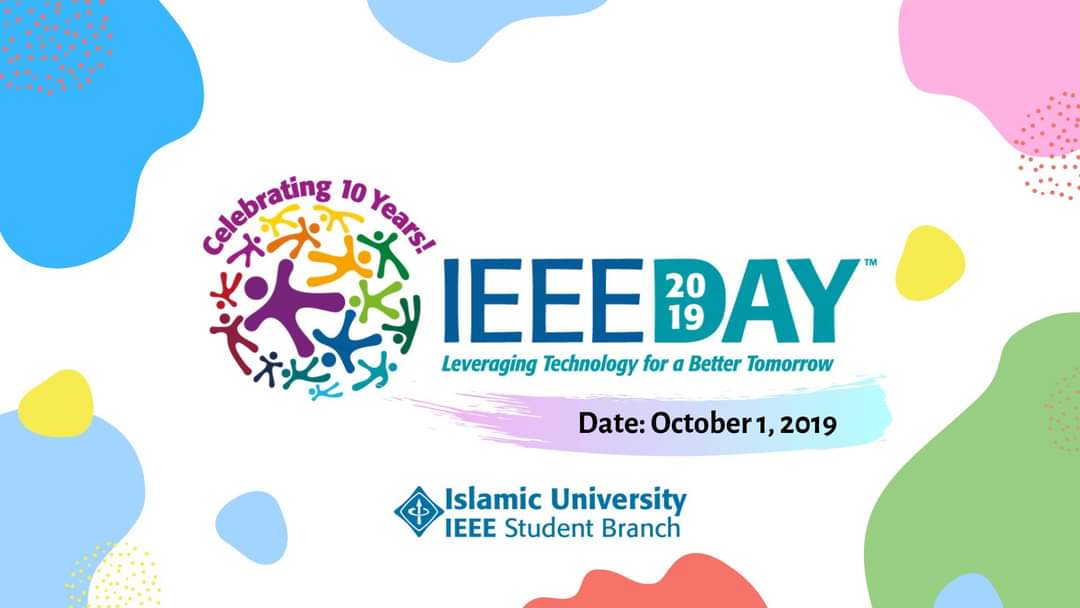 Celebrating 10 Years!
IEEE DAY™
20
19
Leveraging Technology for a Better Tomorrow
Date: October 1, 2019
Islamic University
IEEE Student Branch